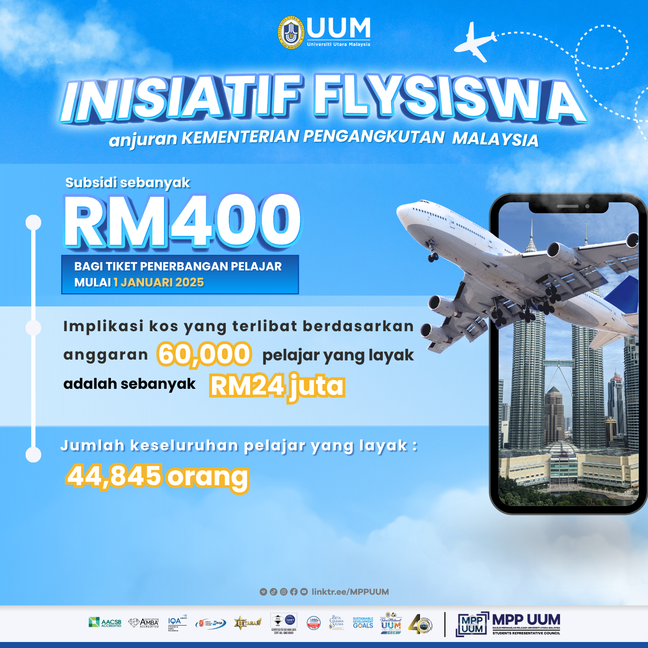 UUM
Universiti Utara Malaysia
INISIATIF FLYSISWA
anjuran KEMENTERIAN PENGANGKUTAN MALAYSIA
Subsidi sebanyak
RM400
BAGI TIKET PENERBANGAN PELAJAR
MULAI 1 JANUARI 2025
Implikasi kos yang terlibat berdasarkan
anggaran 60,000 pelajar yang layak
adalah sebanyak RM24 juta
Jumlah keseluruhan pelajar yang layak :
44,845 orang
linktr.ee/MPPUUM
AACSB
AMBA
IQA
UUM
MPP UUM
MPP UUM
STUDENTS REPRESENTATIVE COUNCIL